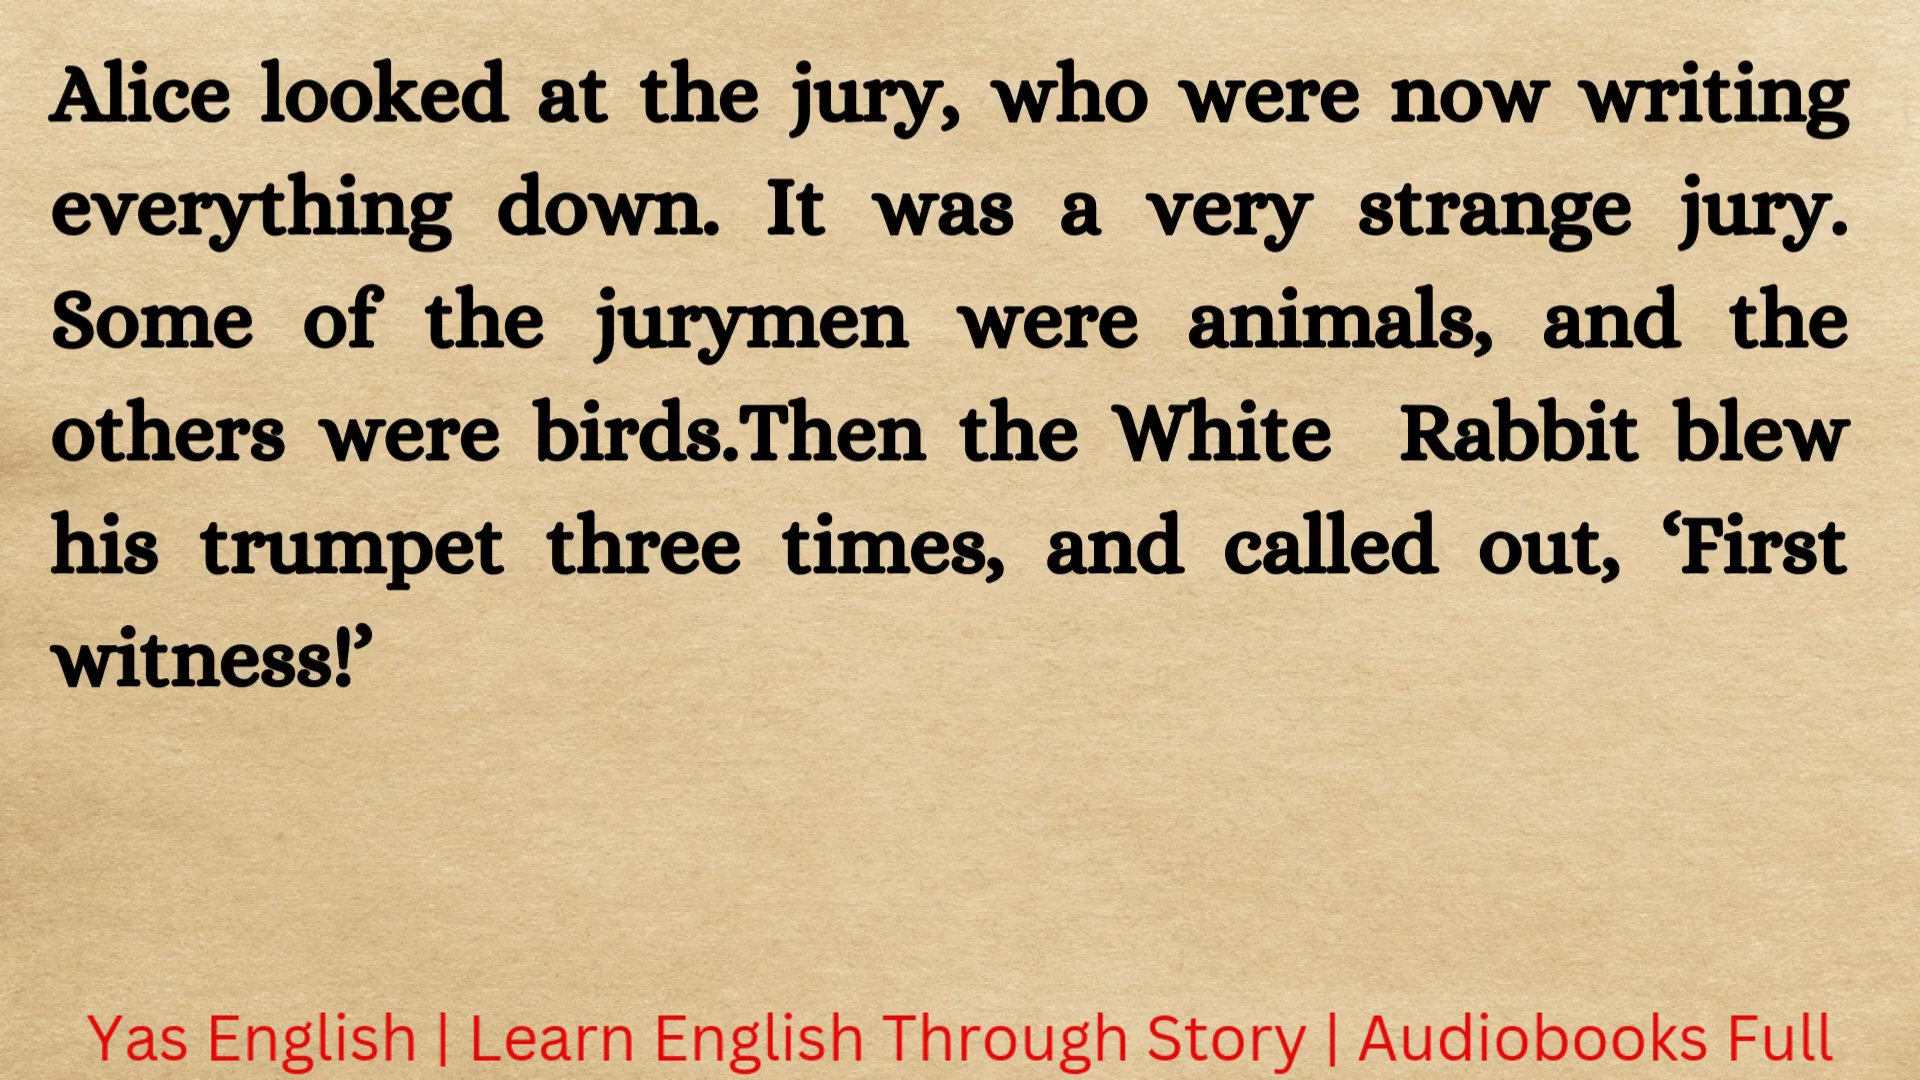 Alice looked at the jury, who were now writing
everything down. It was a very strange jury.
Some of the jurymen were animals, and the
others were birds.Then the White  Rabbit blew
his trumpet three times, and called out, ‘First
witness!’
Yas English | Learn English Through Story | Audiobooks Full